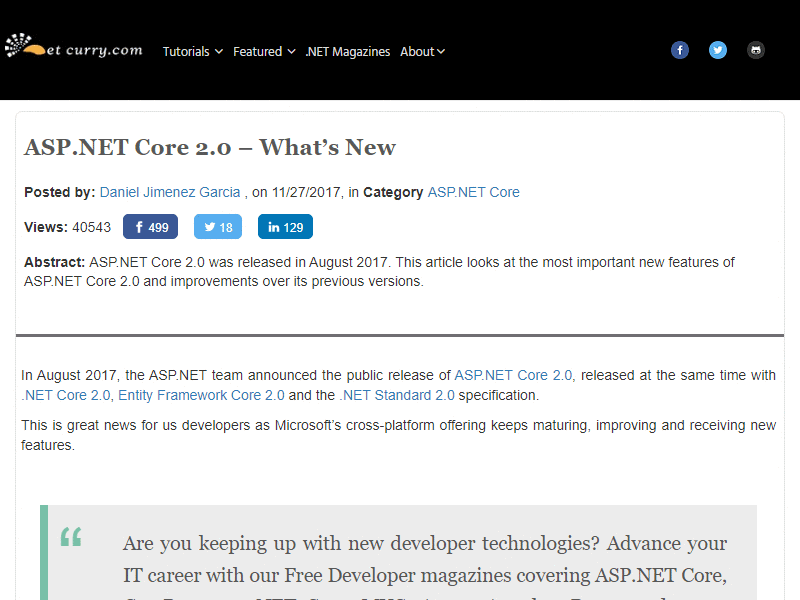 et curry.com
Tutorials Featured .NET Magazines About
ASP.NET Core 2.0 – What's New
Posted by: Daniel Jimenez Garcia , on 11/27/2017, in Category ASP.NET Core
Views: 40543 499 18 129
Abstract: ASP.NET Core 2.0 was released in August 2017. This article looks at the most important new features of
ASP.NET Core 2.0 and improvements over its previous versions.
In August 2017, the ASP.NET team announced the public release of ASP.NET Core 2.0, released at the same time with
.NET Core 2.0, Entity Framework Core 2.0 and the .NET Standard 2.0 specification.
This is great news for us developers as Microsoft's cross-platform offering keeps maturing, improving and receiving new
features.
“
Are you keeping up with new developer technologies? Advance your
IT career with our Free Developer magazines covering ASP.NET Core,